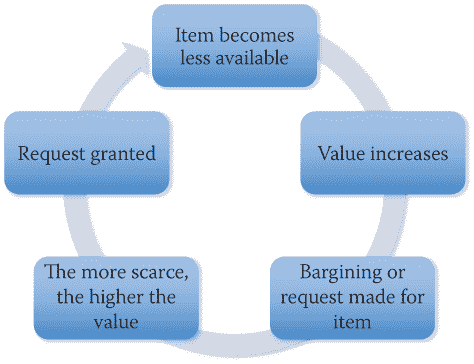 Item becomes
less available
Value increases
Bargining or
request made for
item
The more scarce,
the higher the
value
Request granted